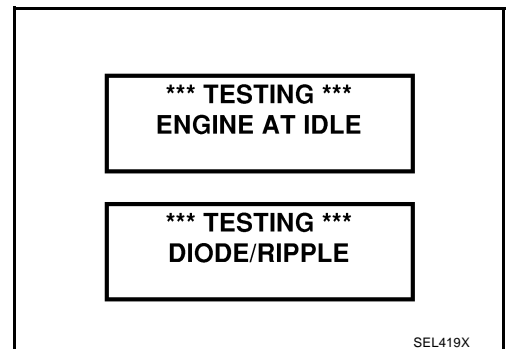 *** TESTING ***
ENGINE AT IDLE
*** TESTING ***
DIODE/RIPPLE
SEL419X